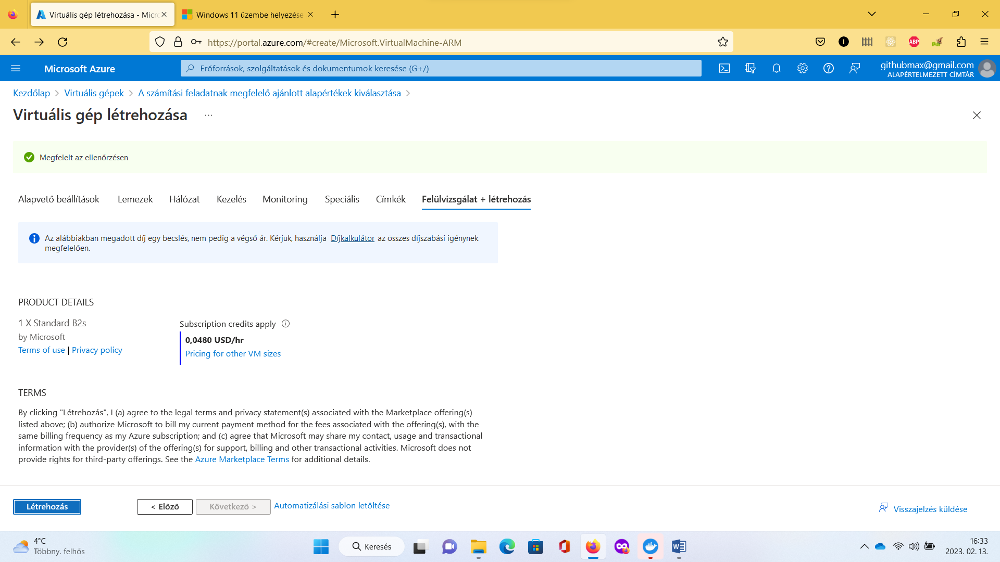 Virtuális gép létrehozása - Micro
Windows 11 üzembe helyezése
https://portal.azure.com/#create/Microsoft.VirtualMachine-ARM
ABP
Microsoft Azure
Erőforrások, szolgáltatások és dokumentumok keresése (G+/)
githubmax@gmail.com
ALAPÉRTELMEZETT CÍMTÁR
Kezdőlap > Virtuális gépek > A számítási feladatnak megfelelő ajánlott alapértékek kiválasztása >
Virtuális gép létrehozása ...
Megfelelt az ellenőrzésen
Alapvető beállítások Lemezek Hálózat Kezelés Monitoring Speciális Címkék Felülvizsgálat + létrehozás
Az alábbiakban megadott díj egy becslés, nem pedig a végső ár. Kérjük, használja Díjkalkulátor az összes díjszabási igénynek
megfelelően.
PRODUCT DETAILS
1 X Standard B2s
by Microsoft
Terms of use | Privacy policy
Subscription credits apply
0,0480 USD/hr
Pricing for other VM sizes
TERMS
By clicking "Létrehozás", I (a) agree to the legal terms and privacy statement(s) associated with the Marketplace offering(s)
listed above; (b) authorize Microsoft to bill my current payment method for the fees associated with the offering(s), with the
same billing frequency as my Azure subscription; and (c) agree that Microsoft may share my contact, usage and transactional
information with the provider(s) of the offering(s) for support, billing and other transactional activities. Microsoft does not
provide rights for third-party offerings. See the Azure Marketplace Terms for additional details.
Létrehozás
< Előző
Következő >
Automatizálási sablon letöltése
Visszajelzés küldése
4°C
Többny. felhős
Keresés
16:33
2023. 02. 13.